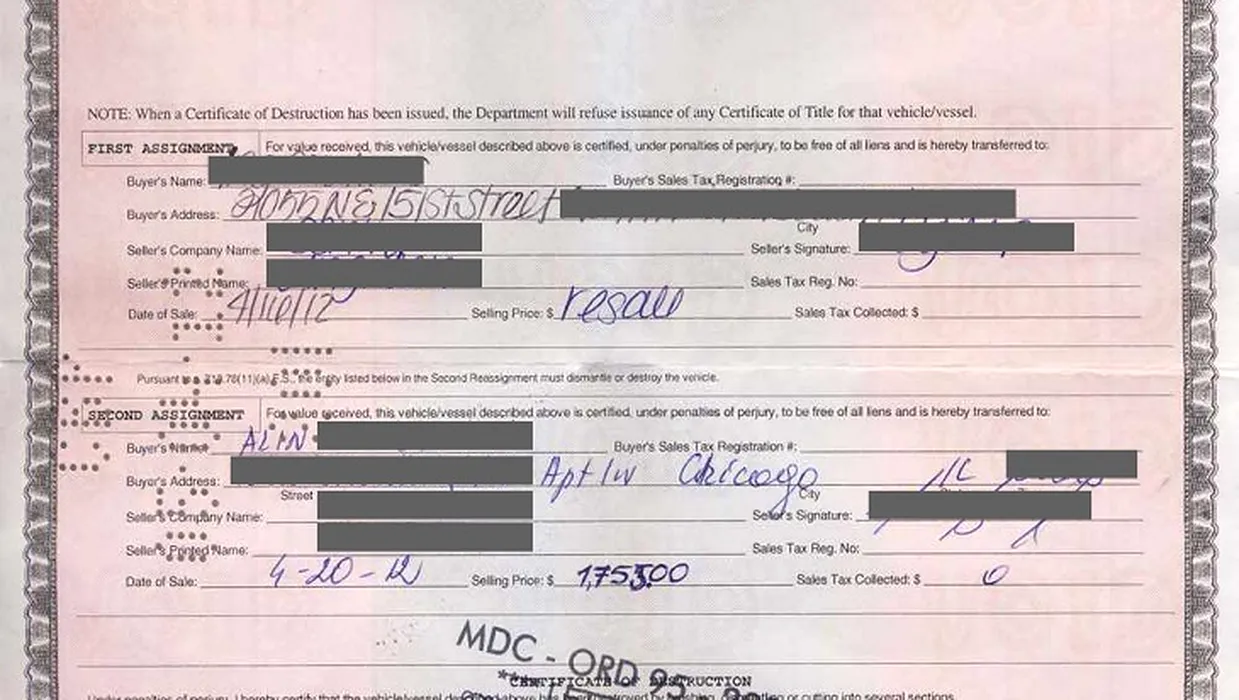 NOTE: When a Certificate of Destruction has been issued, the Department will refuse issuance of any Certificate of Title for that vehicle/vessel.
FIRST ASSIGNMENT For value received, this vehicle/vessel described above is certified, under penalties of perjury, to be free of all liens and is hereby transferred to:
Buyer's Name: Buyer's Sales Tax Registration #:
Buyer's Address: Street
City
Seller's Company Name: Seller's Signature:
Seller's Printed Name: Sales Tax Reg. No:
Date of Sale: 4/16/12 Selling Price: $ resale Sales Tax Collected: $
Pursuant to s. 319.78(11)(a) F.S., the entity listed below in the Second Reassignment must dismantle or destroy the vehicle.
SECOND ASSIGNMENT For value received, this vehicle/vessel described above is certified, under penalties of perjury, to be free of all liens and is hereby transferred to:
Buyer's Name: ALIN Buyer's Sales Tax Registration #:
Buyer's Address: Apt 1w Chicago IL
Street City
Seller's Company Name: Seller's Signature:
Seller's Printed Name: Sales Tax Reg. No:
Date of Sale: 4-20-12 Selling Price: $ 1,755.00 Sales Tax Collected: $ 0
MDC - ORD
CERTIFICATE OF DESTRUCTION